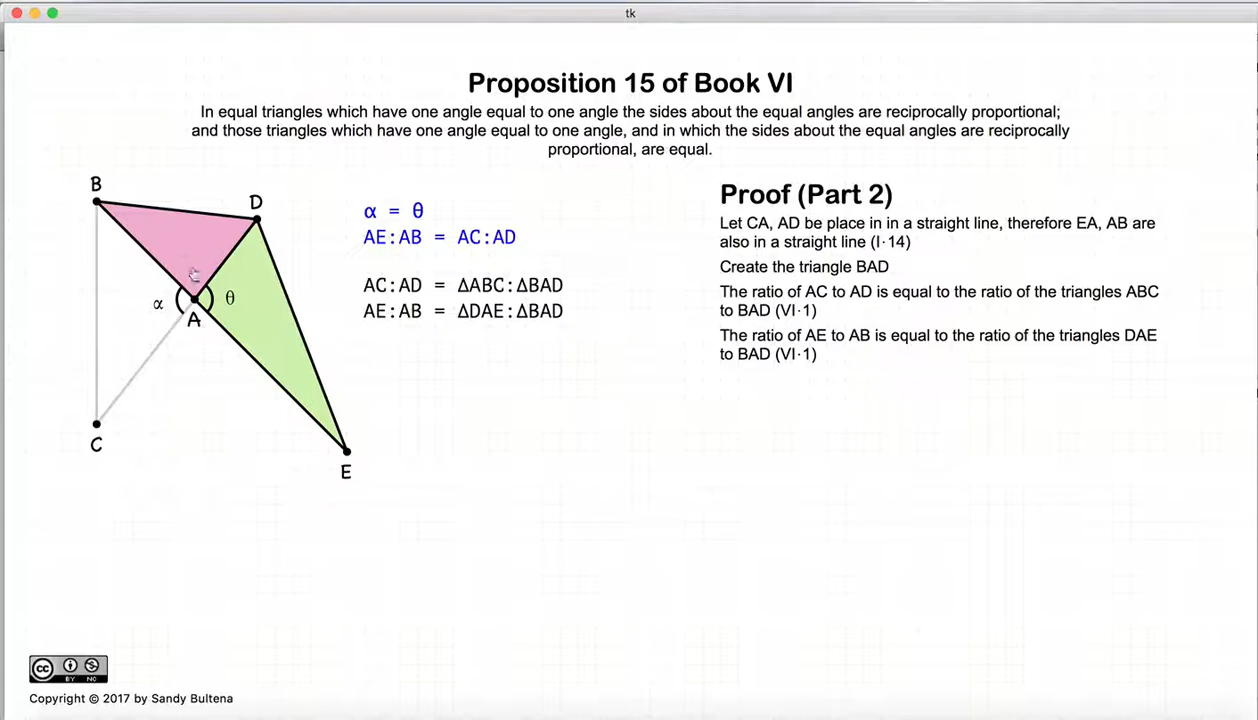 tk
Proposition 15 of Book VI
In equal triangles which have one angle equal to one angle the sides about the equal angles are reciprocally proportional;
and those triangles which have one angle equal to one angle, and in which the sides about the equal angles are reciprocally
proportional, are equal.
B
D
α
θ
A
C
E
α = θ
AE:AB = AC:AD
AC:AD = ΔABC:ΔBAD
AE:AB = ΔDAE:ΔBAD
Proof (Part 2)
Let CA, AD be place in in a straight line, therefore EA, AB are
also in a straight line (I·14)
Create the triangle BAD
The ratio of AC to AD is equal to the ratio of the triangles ABC
to BAD (VI·1)
The ratio of AE to AB is equal to the ratio of the triangles DAE
to BAD (VI·1)
cc BY NC
Copyright © 2017 by Sandy Bultena